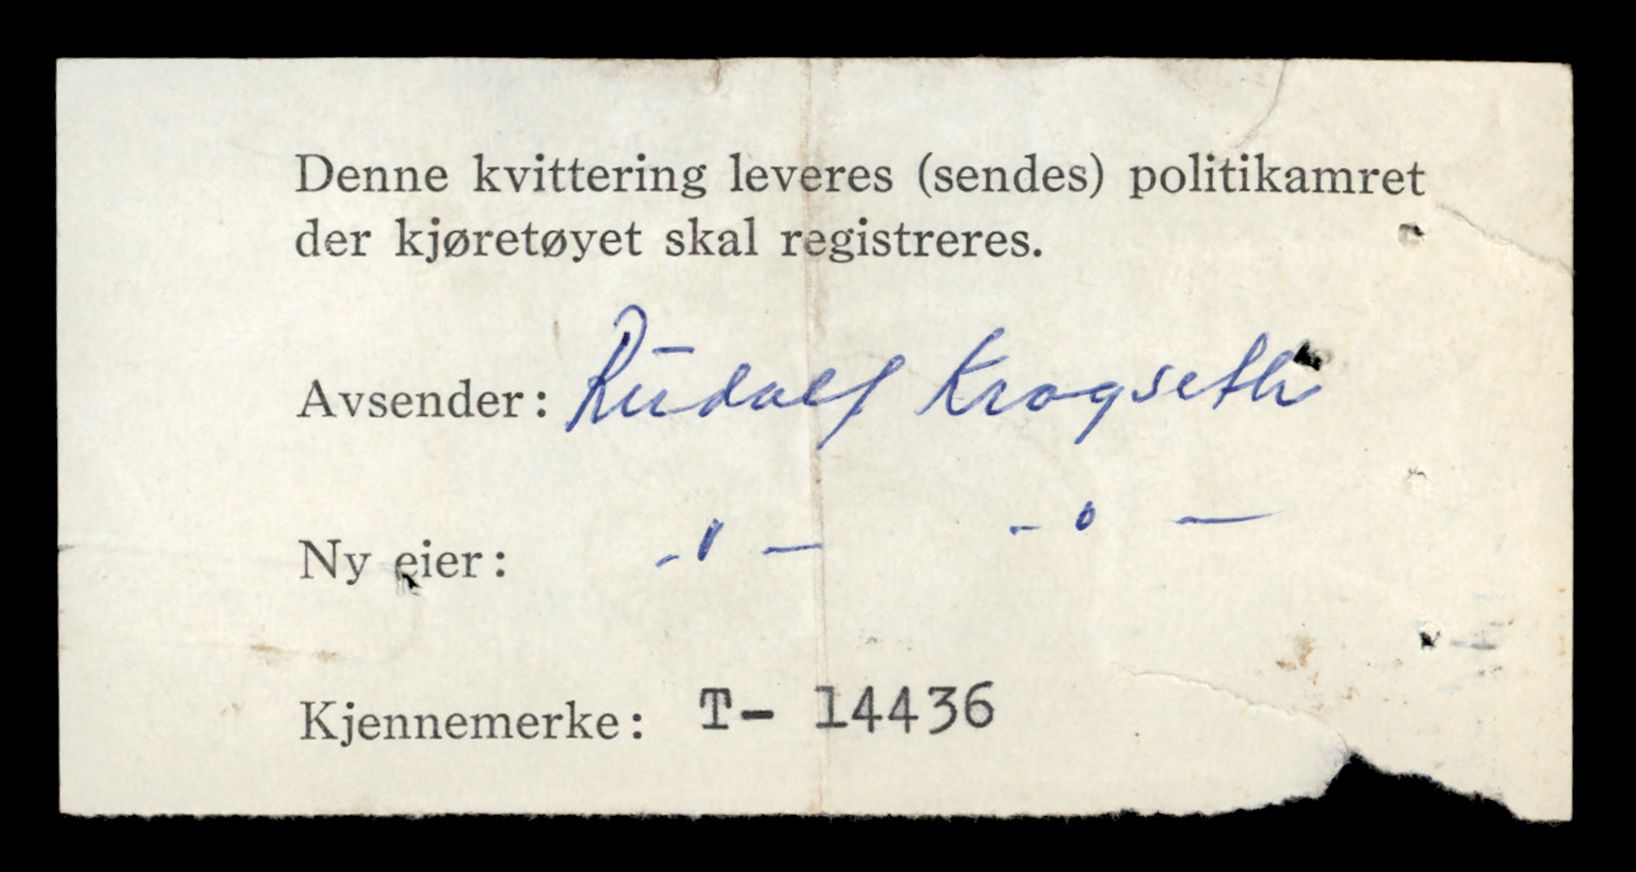 Denne kvittering leveres (sendes) politikamret
der kjøretøyet skal registreres.
Avsender: Rudolf Krogseth
Ny eier: -"- -"-
Kjennemerke: T- 14436